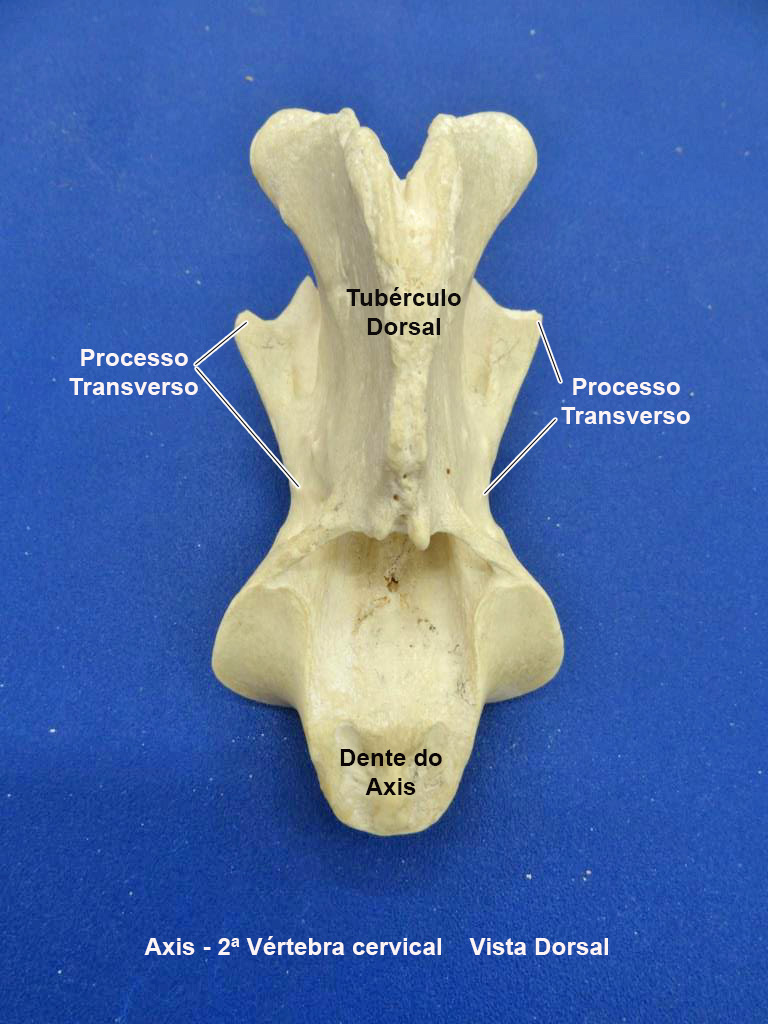 Tubérculo
Dorsal
Processo
Transverso
Processo
Transverso
Dente do
Axis
Axis - 2ª Vértebra cervical Vista Dorsal